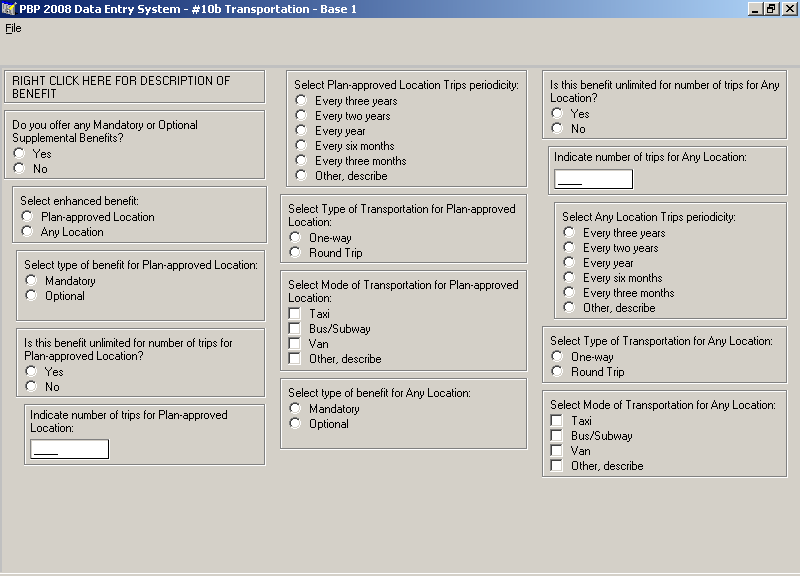 PBP 2008 Data Entry System - #10b Transportation - Base 1
File
RIGHT CLICK HERE FOR DESCRIPTION OF
BENEFIT
Do you offer any Mandatory or Optional
Supplemental Benefits?
Yes
No
Select enhanced benefit:
Plan-approved Location
Any Location
Select type of benefit for Plan-approved Location:
Mandatory
Optional
Is this benefit unlimited for number of trips for
Plan-approved Location?
Yes
No
Indicate number of trips for Plan-approved
Location:
Select Plan-approved Location Trips periodicity:
Every three years
Every two years
Every year
Every six months
Every three months
Other, describe
Select Type of Transportation for Plan-approved
Location:
One-way
Round Trip
Select Mode of Transportation for Plan-approved
Location:
Taxi
Bus/Subway
Van
Other, describe
Select type of benefit for Any Location:
Mandatory
Optional
Is this benefit unlimited for number of trips for Any
Location?
Yes
No
Indicate number of trips for Any Location:
Select Any Location Trips periodicity:
Every three years
Every two years
Every year
Every six months
Every three months
Other, describe
Select Type of Transportation for Any Location:
One-way
Round Trip
Select Mode of Transportation for Any Location:
Taxi
Bus/Subway
Van
Other, describe